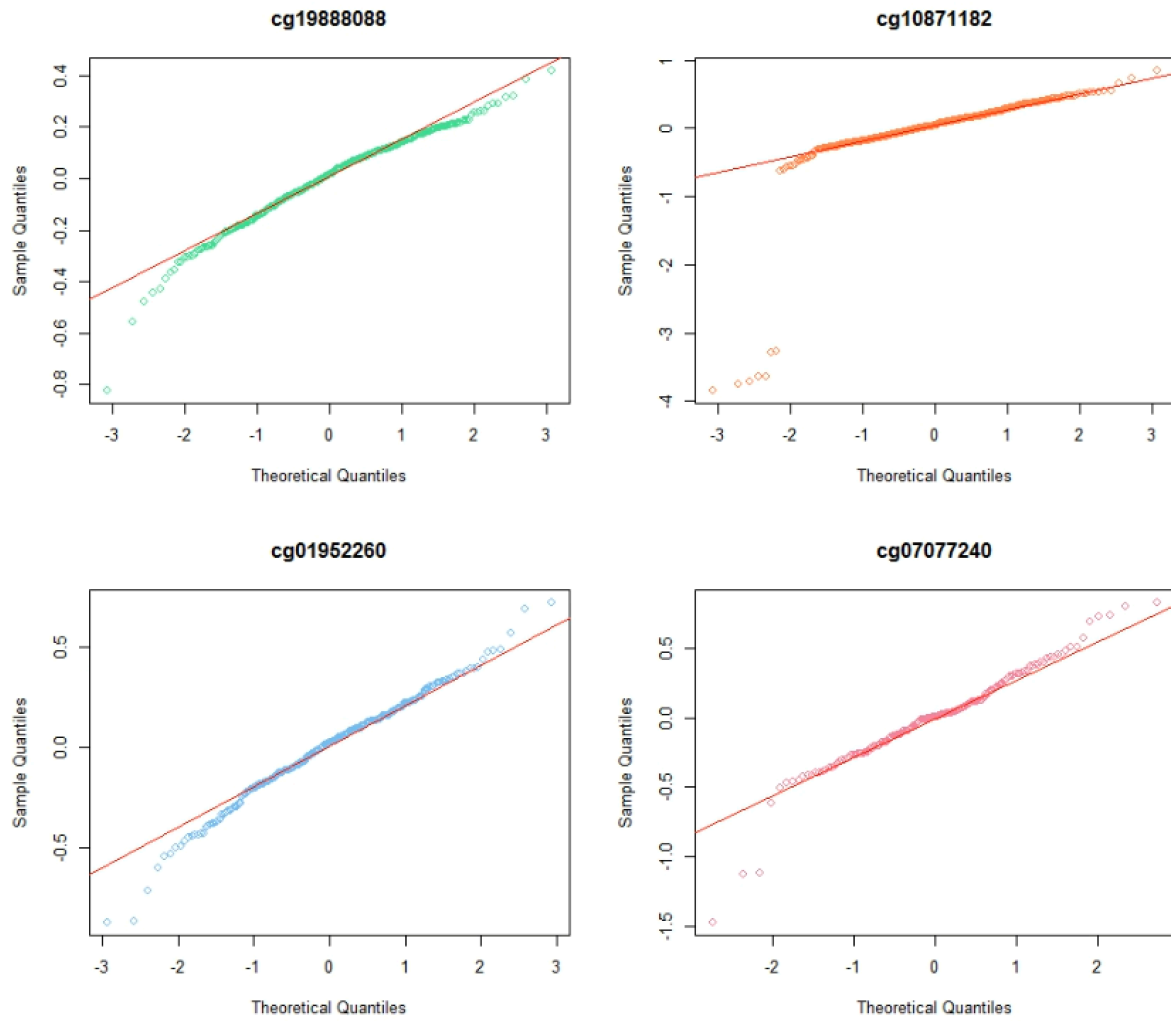 cg19888088
cg10871182
Sample Quantiles
0.4
0.2
0.0
-0.2
-0.4
-0.6
-0.8
-3 -2 -1 0 1 2 3
Theoretical Quantiles
Sample Quantiles
1
0
-1
-2
-3
-4
-3 -2 -1 0 1 2 3
Theoretical Quantiles
cg01952260
cg07077240
Sample Quantiles
0.5
0.0
-0.5
-3 -2 -1 0 1 2 3
Theoretical Quantiles
Sample Quantiles
0.5
0.0
-0.5
-1.0
-1.5
-2 -1 0 1 2
Theoretical Quantiles